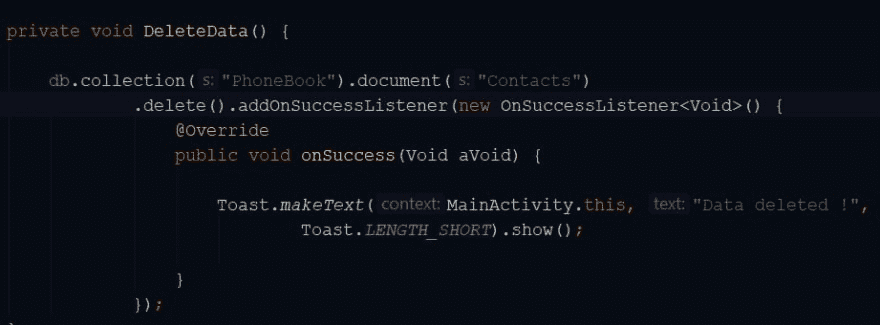 private void DeleteData() {
db.collection( s: "PhoneBook").document( s: "Contacts")
.delete().addOnSuccessListener(new OnSuccessListener<Void>() {
@Override
public void onSuccess(Void aVoid) {
Toast.makeText( context: MainActivity.this, text: "Data deleted !",
Toast.LENGTH_SHORT).show();
}
});